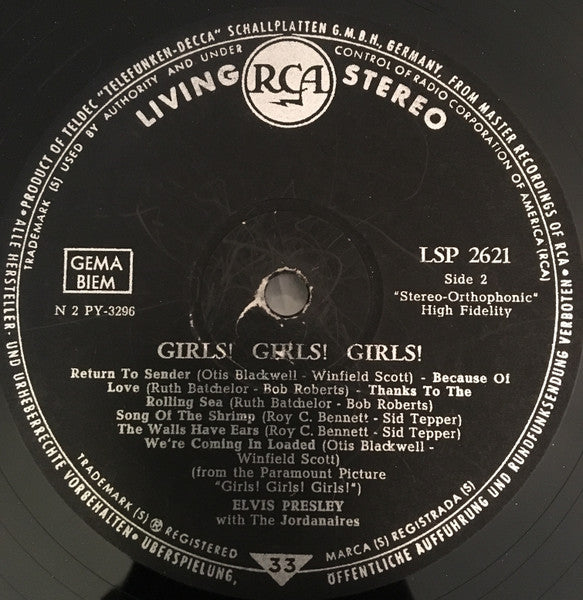 • PRODUCT OF TELDEC "TELEFUNKEN-DECCA" SCHALLPLATTEN G.M.B.H., GERMANY, FROM MASTER RECORDINGS OF RCA •
TRADEMARK (S) USED BY AUTHORITY AND UNDER CONTROL OF RADIO CORPORATION OF AMERICA (RCA)
LIVING RCA STEREO
GEMA
BIEM
N 2 PY-3296
LSP 2621
Side 2
"Stereo-Orthophonic"
High Fidelity
GIRLS! GIRLS! GIRLS!
Return To Sender (Otis Blackwell - Winfield Scott) - Because Of
Love (Ruth Batchelor - Bob Roberts) - Thanks To The
Rolling Sea (Ruth Batchelor - Bob Roberts)
Song Of The Shrimp (Roy C. Bennett - Sid Tepper)
The Walls Have Ears (Roy C. Bennett - Sid Tepper)
We're Coming In Loaded (Otis Blackwell -
Winfield Scott)
(from the Paramount Picture
"Girls! Girls! Girls!")
ELVIS PRESLEY
with The Jordanaires
TRADEMARK (S) ® REGISTERED
33
MARCA (S) REGISTRADA (S)
• ALLE HERSTELLER- UND URHEBERRECHTE VORBEHALTEN • ÜBERSPIELUNG, ÖFFENTLICHE AUFFÜHRUNG UND RUNDFUNKSENDUNG VERBOTEN